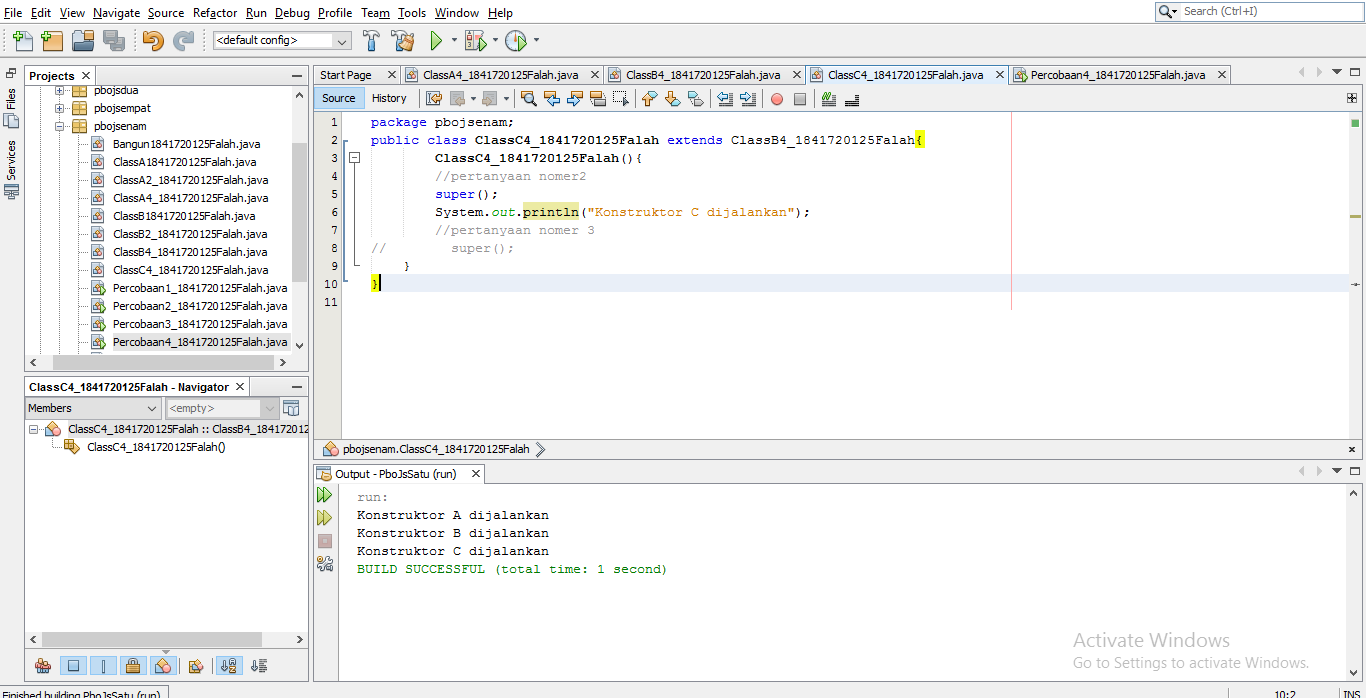 File Edit View Navigate Source Refactor Run Debug Profile Team Tools Window Help
Search (Ctrl+I)
<default config>
Files
Services
Projects
pbojsdua
pbojsempat
pbojsenam
Bangun1841720125Falah.java
ClassA1841720125Falah.java
ClassA2_1841720125Falah.java
ClassA4_1841720125Falah.java
ClassB1841720125Falah.java
ClassB2_1841720125Falah.java
ClassB4_1841720125Falah.java
ClassC4_1841720125Falah.java
Percobaan1_1841720125Falah.java
Percobaan2_1841720125Falah.java
Percobaan3_1841720125Falah.java
Percobaan4_1841720125Falah.java
ClassC4_1841720125Falah - Navigator
Members
<empty>
ClassC4_1841720125Falah :: ClassB4_184172012
ClassC4_1841720125Falah()
Start Page ClassA4_1841720125Falah.java ClassB4_1841720125Falah.java ClassC4_1841720125Falah.java Percobaan4_1841720125Falah.java
Source History
1 package pbojsenam;
2 public class ClassC4_1841720125Falah extends ClassB4_1841720125Falah{
3 ClassC4_1841720125Falah(){
4 //pertanyaan nomer2
5 super();
6 System.out.println("Konstruktor C dijalankan");
7 //pertanyaan nomer 3
8 // super();
9 }
10 }
11
pbojsenam.ClassC4_1841720125Falah
Output - PboJsSatu (run)
run:
Konstruktor A dijalankan
Konstruktor B dijalankan
Konstruktor C dijalankan
BUILD SUCCESSFUL (total time: 1 second)
Activate Windows
Go to Settings to activate Windows.
Finished building PboJsSatu (run).
10:2 INS